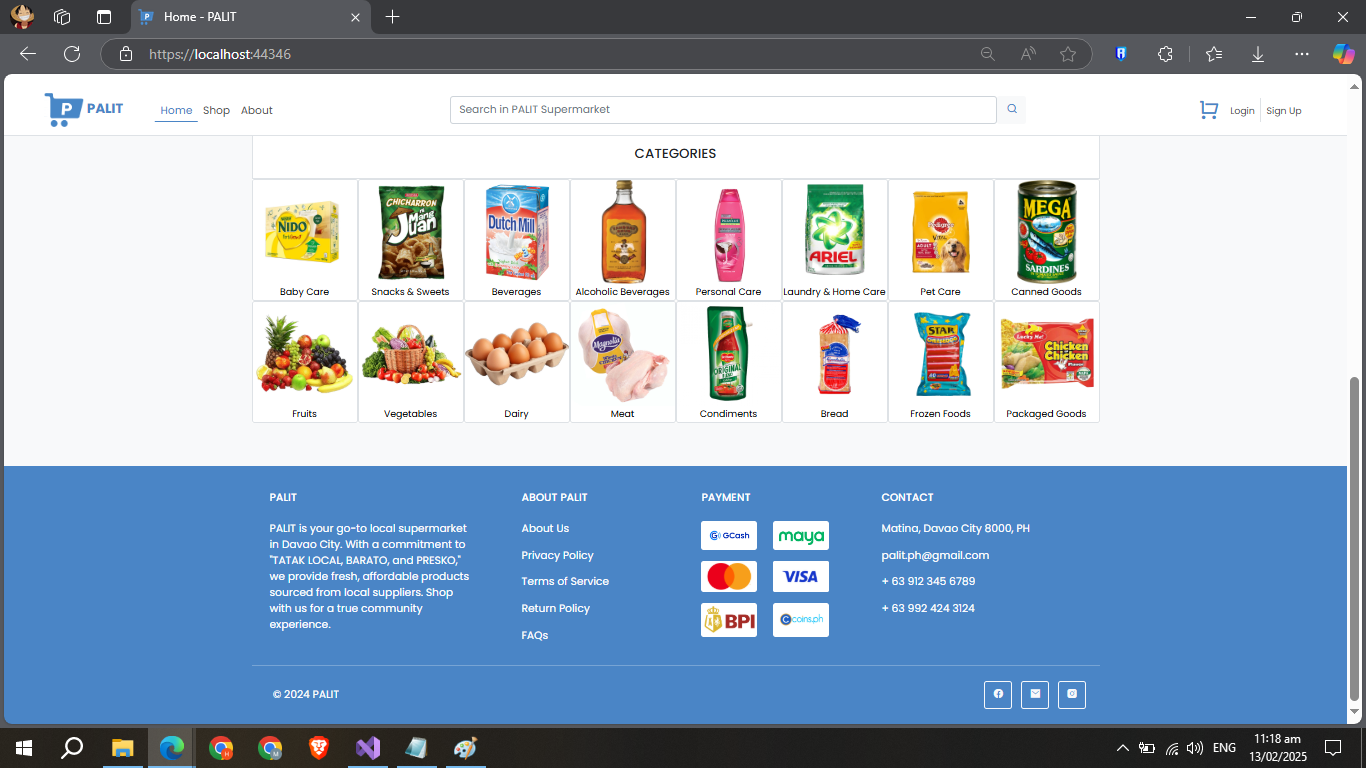 Home - PALIT
https://localhost:44346
P PALIT
Home Shop About
Search in PALIT Supermarket
Login Sign Up
CATEGORIES
NIDO
CHICHARRON
ni Mang
Juan
Dutch Mill
ARIEL
Pedigree
ADULT
MEGA
SARDINES
Baby Care
Snacks & Sweets
Beverages
Alcoholic Beverages
Personal Care
Laundry & Home Care
Pet Care
Canned Goods
Magnolia
ORIGINAL
STAR
Lucky Me!
Chicken
Chicken
Fruits
Vegetables
Dairy
Meat
Condiments
Bread
Frozen Foods
Packaged Goods
PALIT
PALIT is your go-to local supermarket
in Davao City. With a commitment to
"TATAK LOCAL, BARATO, and PRESKO,"
we provide fresh, affordable products
sourced from local suppliers. Shop
with us for a true community
experience.
ABOUT PALIT
About Us
Privacy Policy
Terms of Service
Return Policy
FAQs
PAYMENT
GCash
maya
VISA
BPI
coins.ph
CONTACT
Matina, Davao City 8000, PH
palit.ph@gmail.com
+ 63 912 345 6789
+ 63 992 424 3124
© 2024 PALIT
ENG
11:18 am
13/02/2025